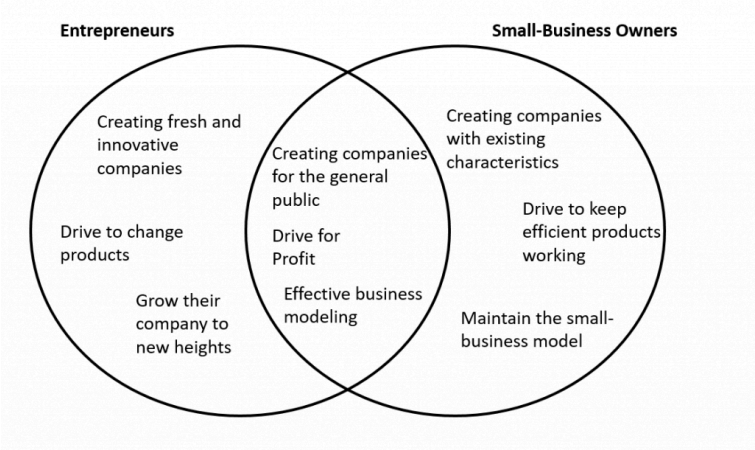 Entrepreneurs
Small-Business Owners
Creating fresh and
innovative
companies
Drive to change
products
Grow their
company to
new heights
Creating companies
for the general
public
Drive for
Profit
Effective business
modeling
Creating companies
with existing
characteristics
Drive to keep
efficient products
working
Maintain the small-
business model